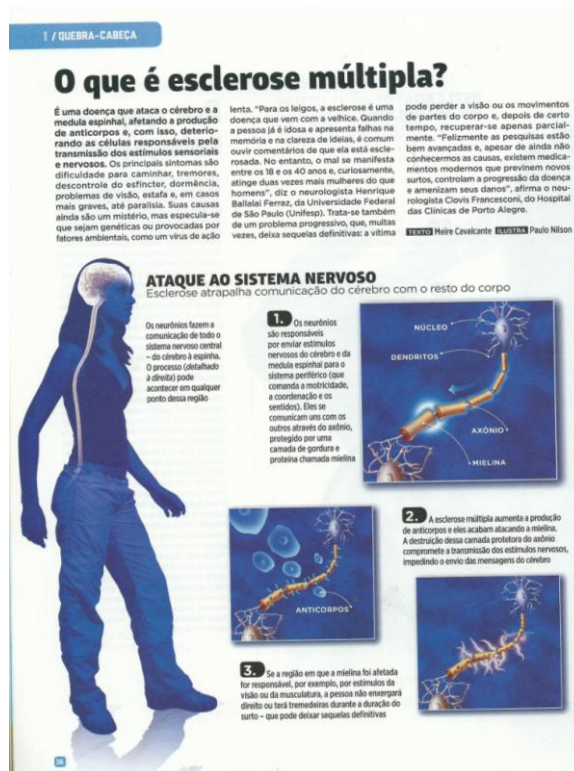 1 / QUEBRA-CABEÇA
O que é esclerose múltipla?
É uma doença que ataca o cérebro e a
medula espinhal, afetando a produção
de anticorpos e, com isso, deterio-
rando as células responsáveis pela
transmissão dos estímulos sensoriais
e nervosos. Os principais sintomas são
dificuldade para caminhar, tremores,
descontrole do esfíncter, dormência,
problemas de visão, estafa e, em casos
mais graves, até paralisia. Suas causas
ainda são um mistério, mas especula-se
que sejam genéticas ou provocadas por
fatores ambientais, como um vírus de ação
lenta. “Para os leigos, a esclerose é uma
doença que vem com a velhice. Quando
a pessoa já é idosa e apresenta falhas na
memória e na clareza de ideias, é comum
ouvir comentários de que ela está escle-
rosada. No entanto, o mal se manifesta
entre os 18 e os 40 anos e, curiosamente,
atinge duas vezes mais mulheres do que
homens”, diz o neurologista Henrique
Ballalai Ferraz, da Universidade Federal
de São Paulo (Unifesp). Trata-se também
de um problema progressivo, que, muitas
vezes, deixa sequelas definitivas: a vítima
pode perder a visão ou os movimentos
de partes do corpo e, depois de certo
tempo, recuperar-se apenas parcial-
mente. “Felizmente as pesquisas estão
bem avançadas e, apesar de ainda não
conhecermos as causas, existem medica-
mentos modernos que previnem novos
surtos, controlam a progressão da doença
e amenizam seus danos”, afirma o neu-
rologista Clovis Francesconi, do Hospital
das Clínicas de Porto Alegre.
TEXTO Meire Cavalcante ILUSTRA Paulo Nilson
ATAQUE AO SISTEMA NERVOSO
Esclerose atrapalha comunicação do cérebro com o resto do corpo
Os neurônios fazem a
comunicação de todo o
sistema nervoso central
– do cérebro à espinha.
O processo (detalhado
à direita) pode
acontecer em qualquer
ponto dessa região
1. Os neurônios
são responsáveis
por enviar estímulos
nervosos do cérebro e da
medula espinhal para o
sistema periférico (que
comanda a motricidade,
a coordenação e os
sentidos). Eles se
comunicam uns com os
outros através do axônio,
protegido por uma
camada de gordura e
proteína chamada mielina
NÚCLEO
DENDRITOS
AXÔNIO
MIELINA
2. A esclerose múltipla aumenta a produção
de anticorpos e eles acabam atacando a mielina.
A destruição dessa camada protetora do axônio
compromete a transmissão dos estímulos nervosos,
impedindo o envio das mensagens do cérebro
ANTICORPOS
3. Se a região em que a mielina foi afetada
for responsável, por exemplo, por estímulos da
visão ou da musculatura, a pessoa não enxergará
direito ou terá tremedeiras durante a duração do
surto – que pode deixar sequelas definitivas
36